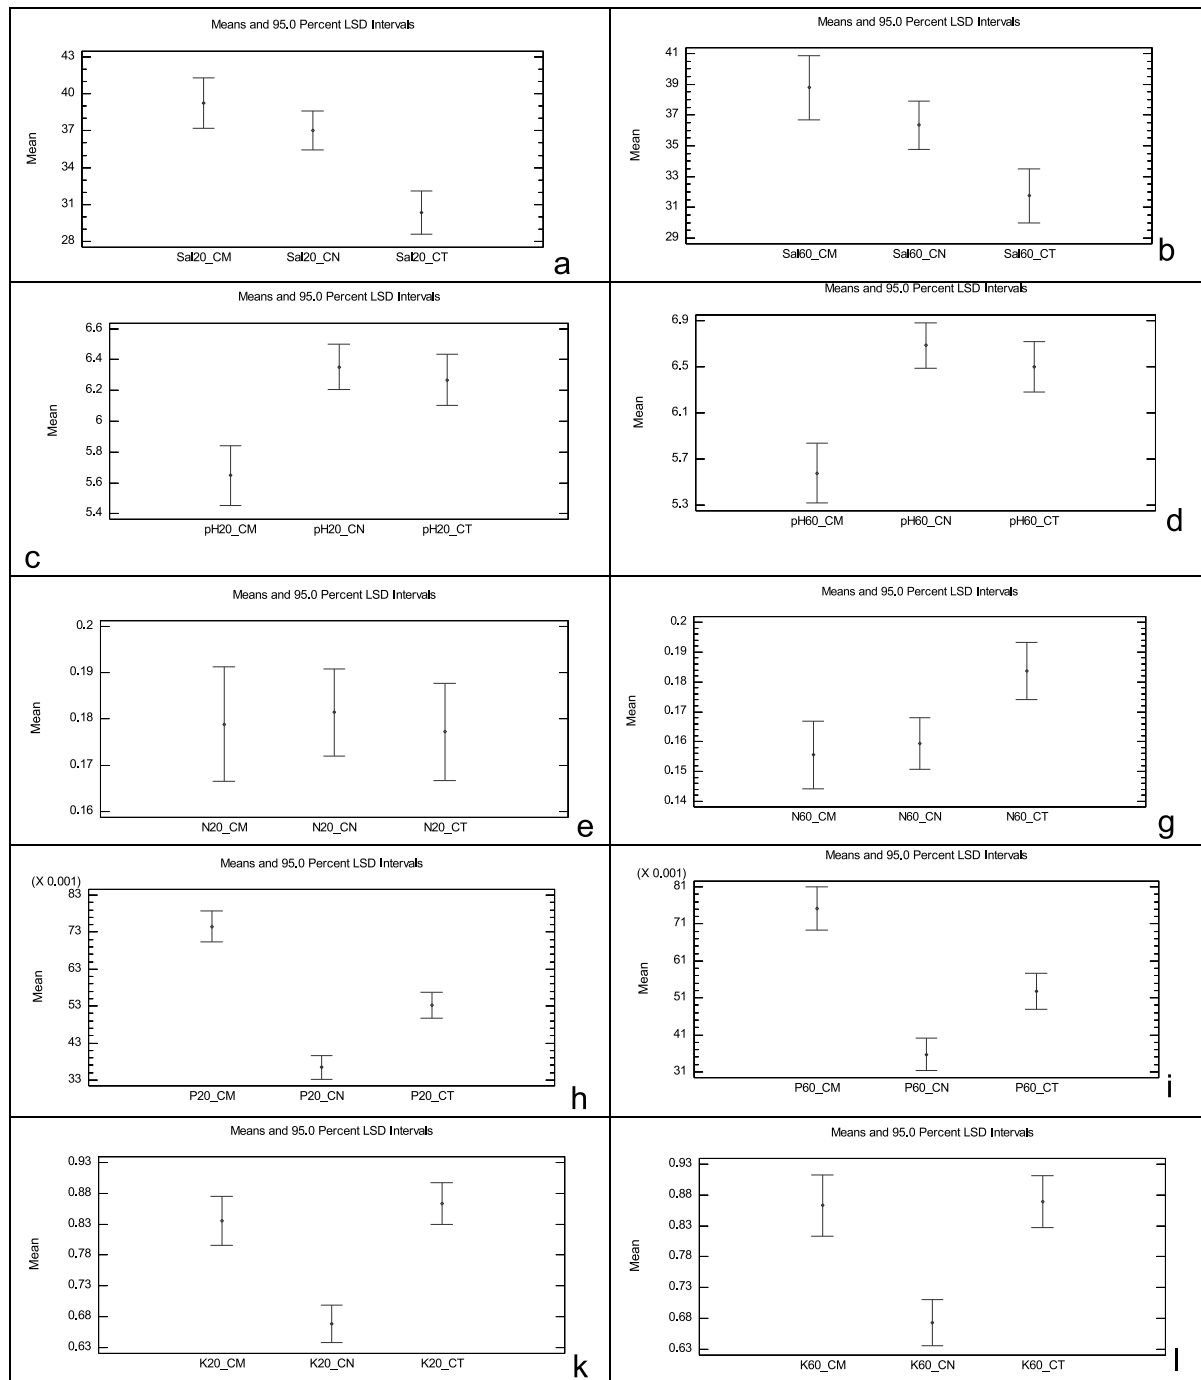 Means and 95.0 Percent LSD Intervals
43
40
37
34
31
28
Mean
Sal20_CM Sal20_CN Sal20_CT
a
Means and 95.0 Percent LSD Intervals
41
39
37
35
33
31
29
Mean
Sal60_CM Sal60_CN Sal60_CT
b
Means and 95.0 Percent LSD Intervals
6.6
6.4
6.2
6
5.8
5.6
5.4
Mean
pH20_CM pH20_CN pH20_CT
c
Means and 95.0 Percent LSD Intervals
6.9
6.5
6.1
5.7
5.3
Mean
pH60_CM pH60_CN pH60_CT
d
Means and 95.0 Percent LSD Intervals
0.2
0.19
0.18
0.17
0.16
Mean
N20_CM N20_CN N20_CT
e
Means and 95.0 Percent LSD Intervals
0.2
0.19
0.18
0.17
0.16
0.15
0.14
Mean
N60_CM N60_CN N60_CT
g
Means and 95.0 Percent LSD Intervals
(X 0.001)
83
73
63
53
43
33
Mean
P20_CM P20_CN P20_CT
h
Means and 95.0 Percent LSD Intervals
(X 0.001)
81
71
61
51
41
31
Mean
P60_CM P60_CN P60_CT
i
Means and 95.0 Percent LSD Intervals
0.93
0.88
0.83
0.78
0.73
0.68
0.63
Mean
K20_CM K20_CN K20_CT
k
Means and 95.0 Percent LSD Intervals
0.93
0.88
0.83
0.78
0.73
0.68
0.63
Mean
K60_CM K60_CN K60_CT
l